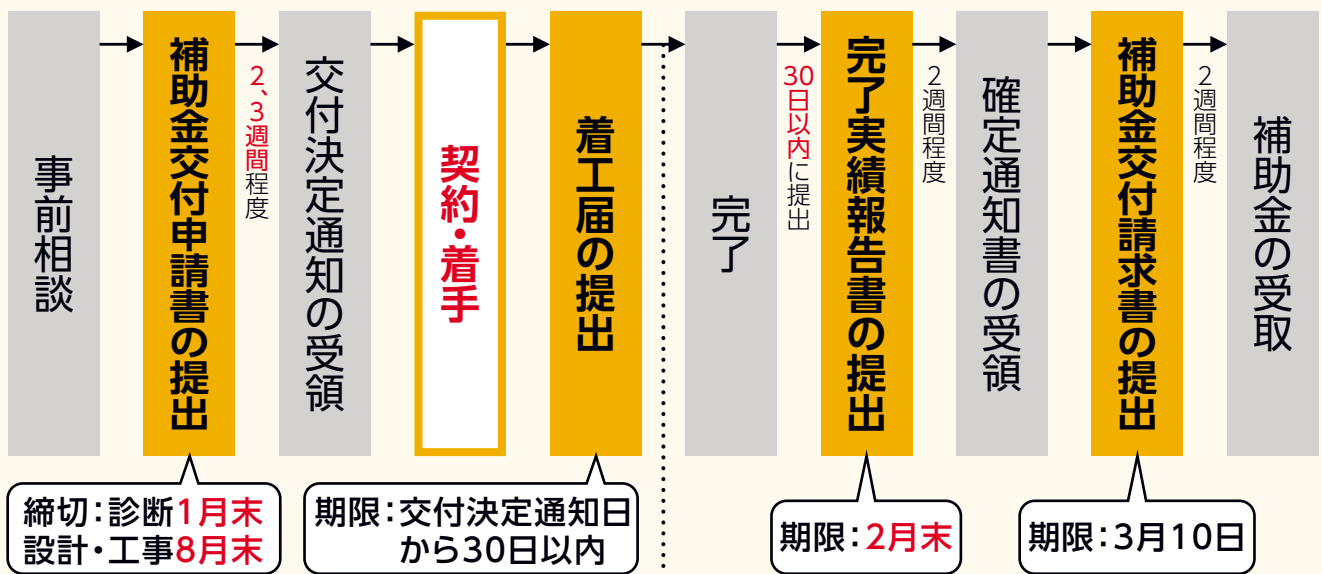 事前相談
補助金交付申請書の提出
2、3週間程度
交付決定通知の受領
契約・着手
着工届の提出
完了
30日以内に提出
完了実績報告書の提出
2週間程度
確定通知書の受領
補助金交付請求書の提出
2週間程度
補助金の受取
締切：診断1月末
設計・工事8月末
期限：交付決定通知日
から30日以内
期限：2月末
期限：3月10日